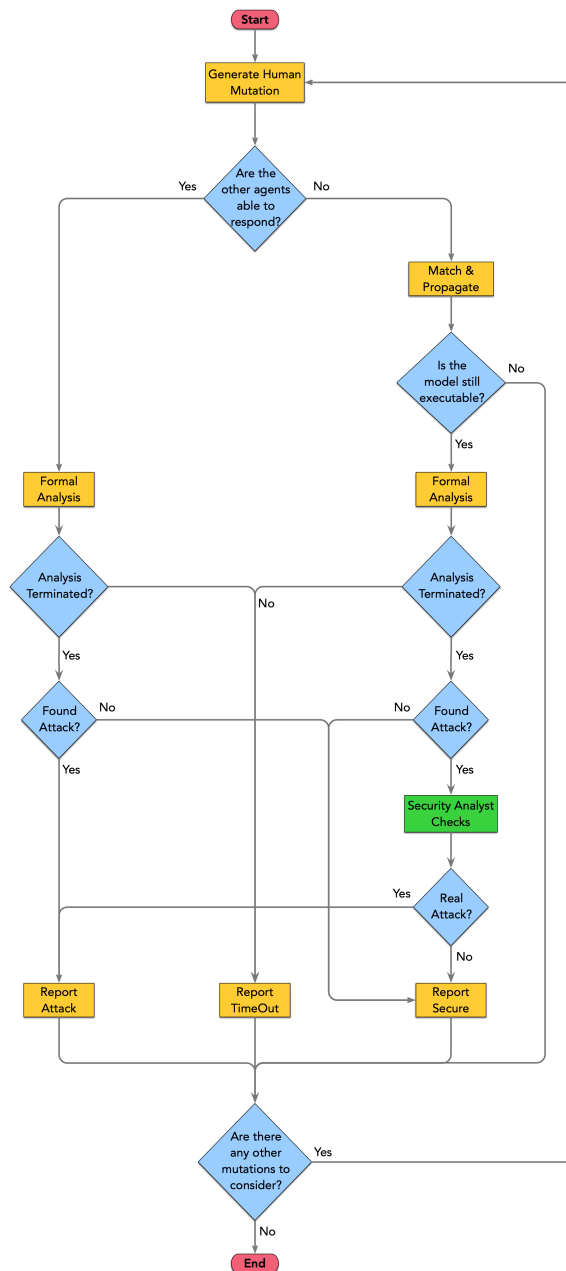 Start
Generate Human
Mutation
Are the
other agents
able to
respond?
Yes
No
Match &
Propagate
Is the
model still
executable?
No
Yes
Formal
Analysis
Formal
Analysis
Analysis
Terminated?
Analysis
Terminated?
No
Yes
Yes
Found
Attack?
No
No
Found
Attack?
Yes
Yes
Security Analyst
Checks
Yes
Real
Attack?
No
Report
Attack
Report
TimeOut
Report
Secure
Are there
any other
mutations to
consider?
Yes
No
End